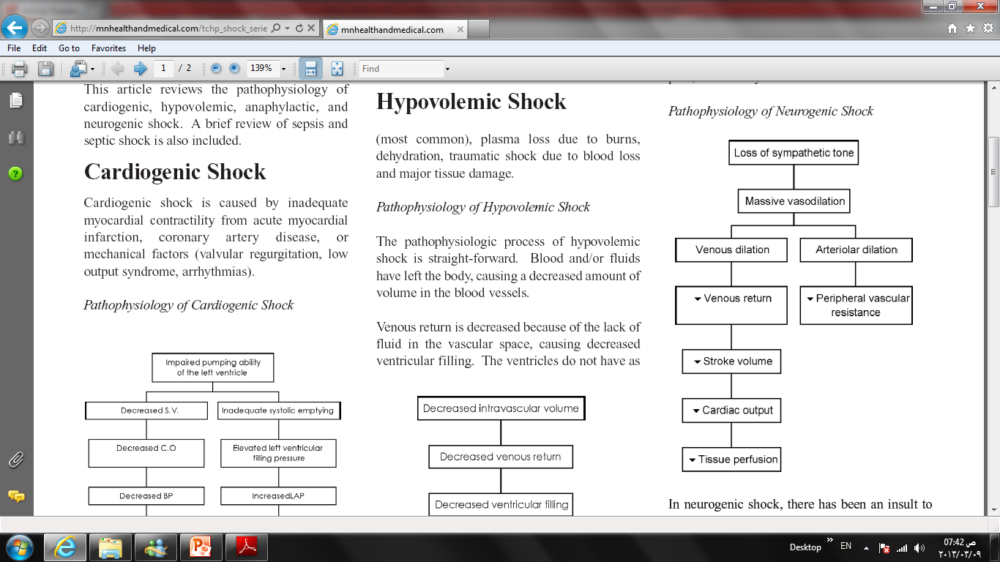 http://mnhealthandmedical.com/tchp_shock_serie
mnhealthandmedical.com
File Edit Go to Favorites Help
1 / 2 139% Find
This article reviews the pathophysiology of
cardiogenic, hypovolemic, anaphylactic, and
neurogenic shock. A brief review of sepsis and
septic shock is also included.
Cardiogenic Shock
Cardiogenic shock is caused by inadequate
myocardial contractility from acute myocardial
infarction, coronary artery disease, or
mechanical factors (valvular regurgitation, low
output syndrome, arrhythmias).
Pathophysiology of Cardiogenic Shock
Impaired pumping ability
of the left ventricle
Decreased S.V.
Inadequate systolic emptying
Decreased C.O
Elevated left ventricular
filling pressure
Decreased BP
IncreasedLAP
Hypovolemic Shock
(most common), plasma loss due to burns,
dehydration, traumatic shock due to blood loss
and major tissue damage.
Pathophysiology of Hypovolemic Shock
The pathophysiologic process of hypovolemic
shock is straight-forward. Blood and/or fluids
have left the body, causing a decreased amount of
volume in the blood vessels.
Venous return is decreased because of the lack of
fluid in the vascular space, causing decreased
ventricular filling. The ventricles do not have as
Decreased intravascular volume
Decreased venous return
Decreased ventricular filling
Pathophysiology of Neurogenic Shock
Loss of sympathetic tone
Massive vasodilation
Venous dilation
Arteriolar dilation
▼ Venous return
▼ Peripheral vascular
resistance
▼ Stroke volume
▼ Cardiac output
▼ Tissue perfusion
In neurogenic shock, there has been an insult to
Desktop EN
07:42 ص
٢٠١٣/٠٣/٠٩